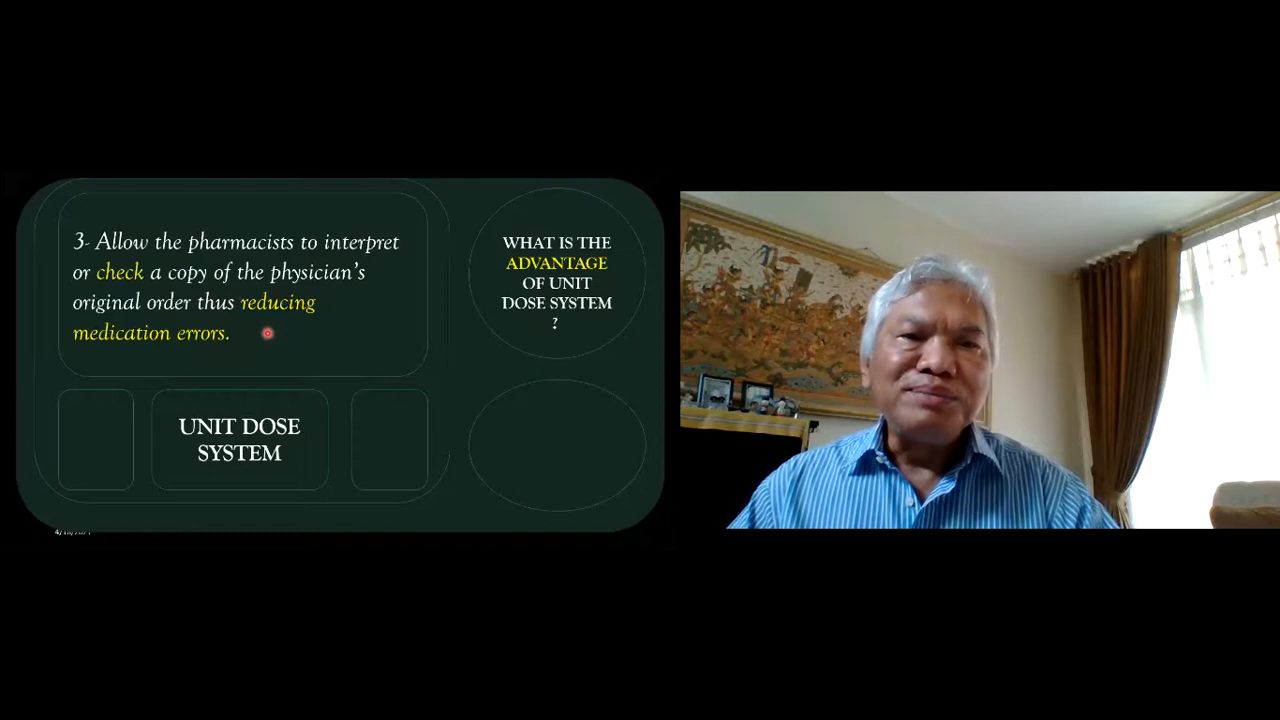 3- Allow the pharmacists to interpret
or check a copy of the physician's
original order thus reducing
medication errors.
WHAT IS THE
ADVANTAGE
OF UNIT
DOSE SYSTEM
?
UNIT DOSE
SYSTEM